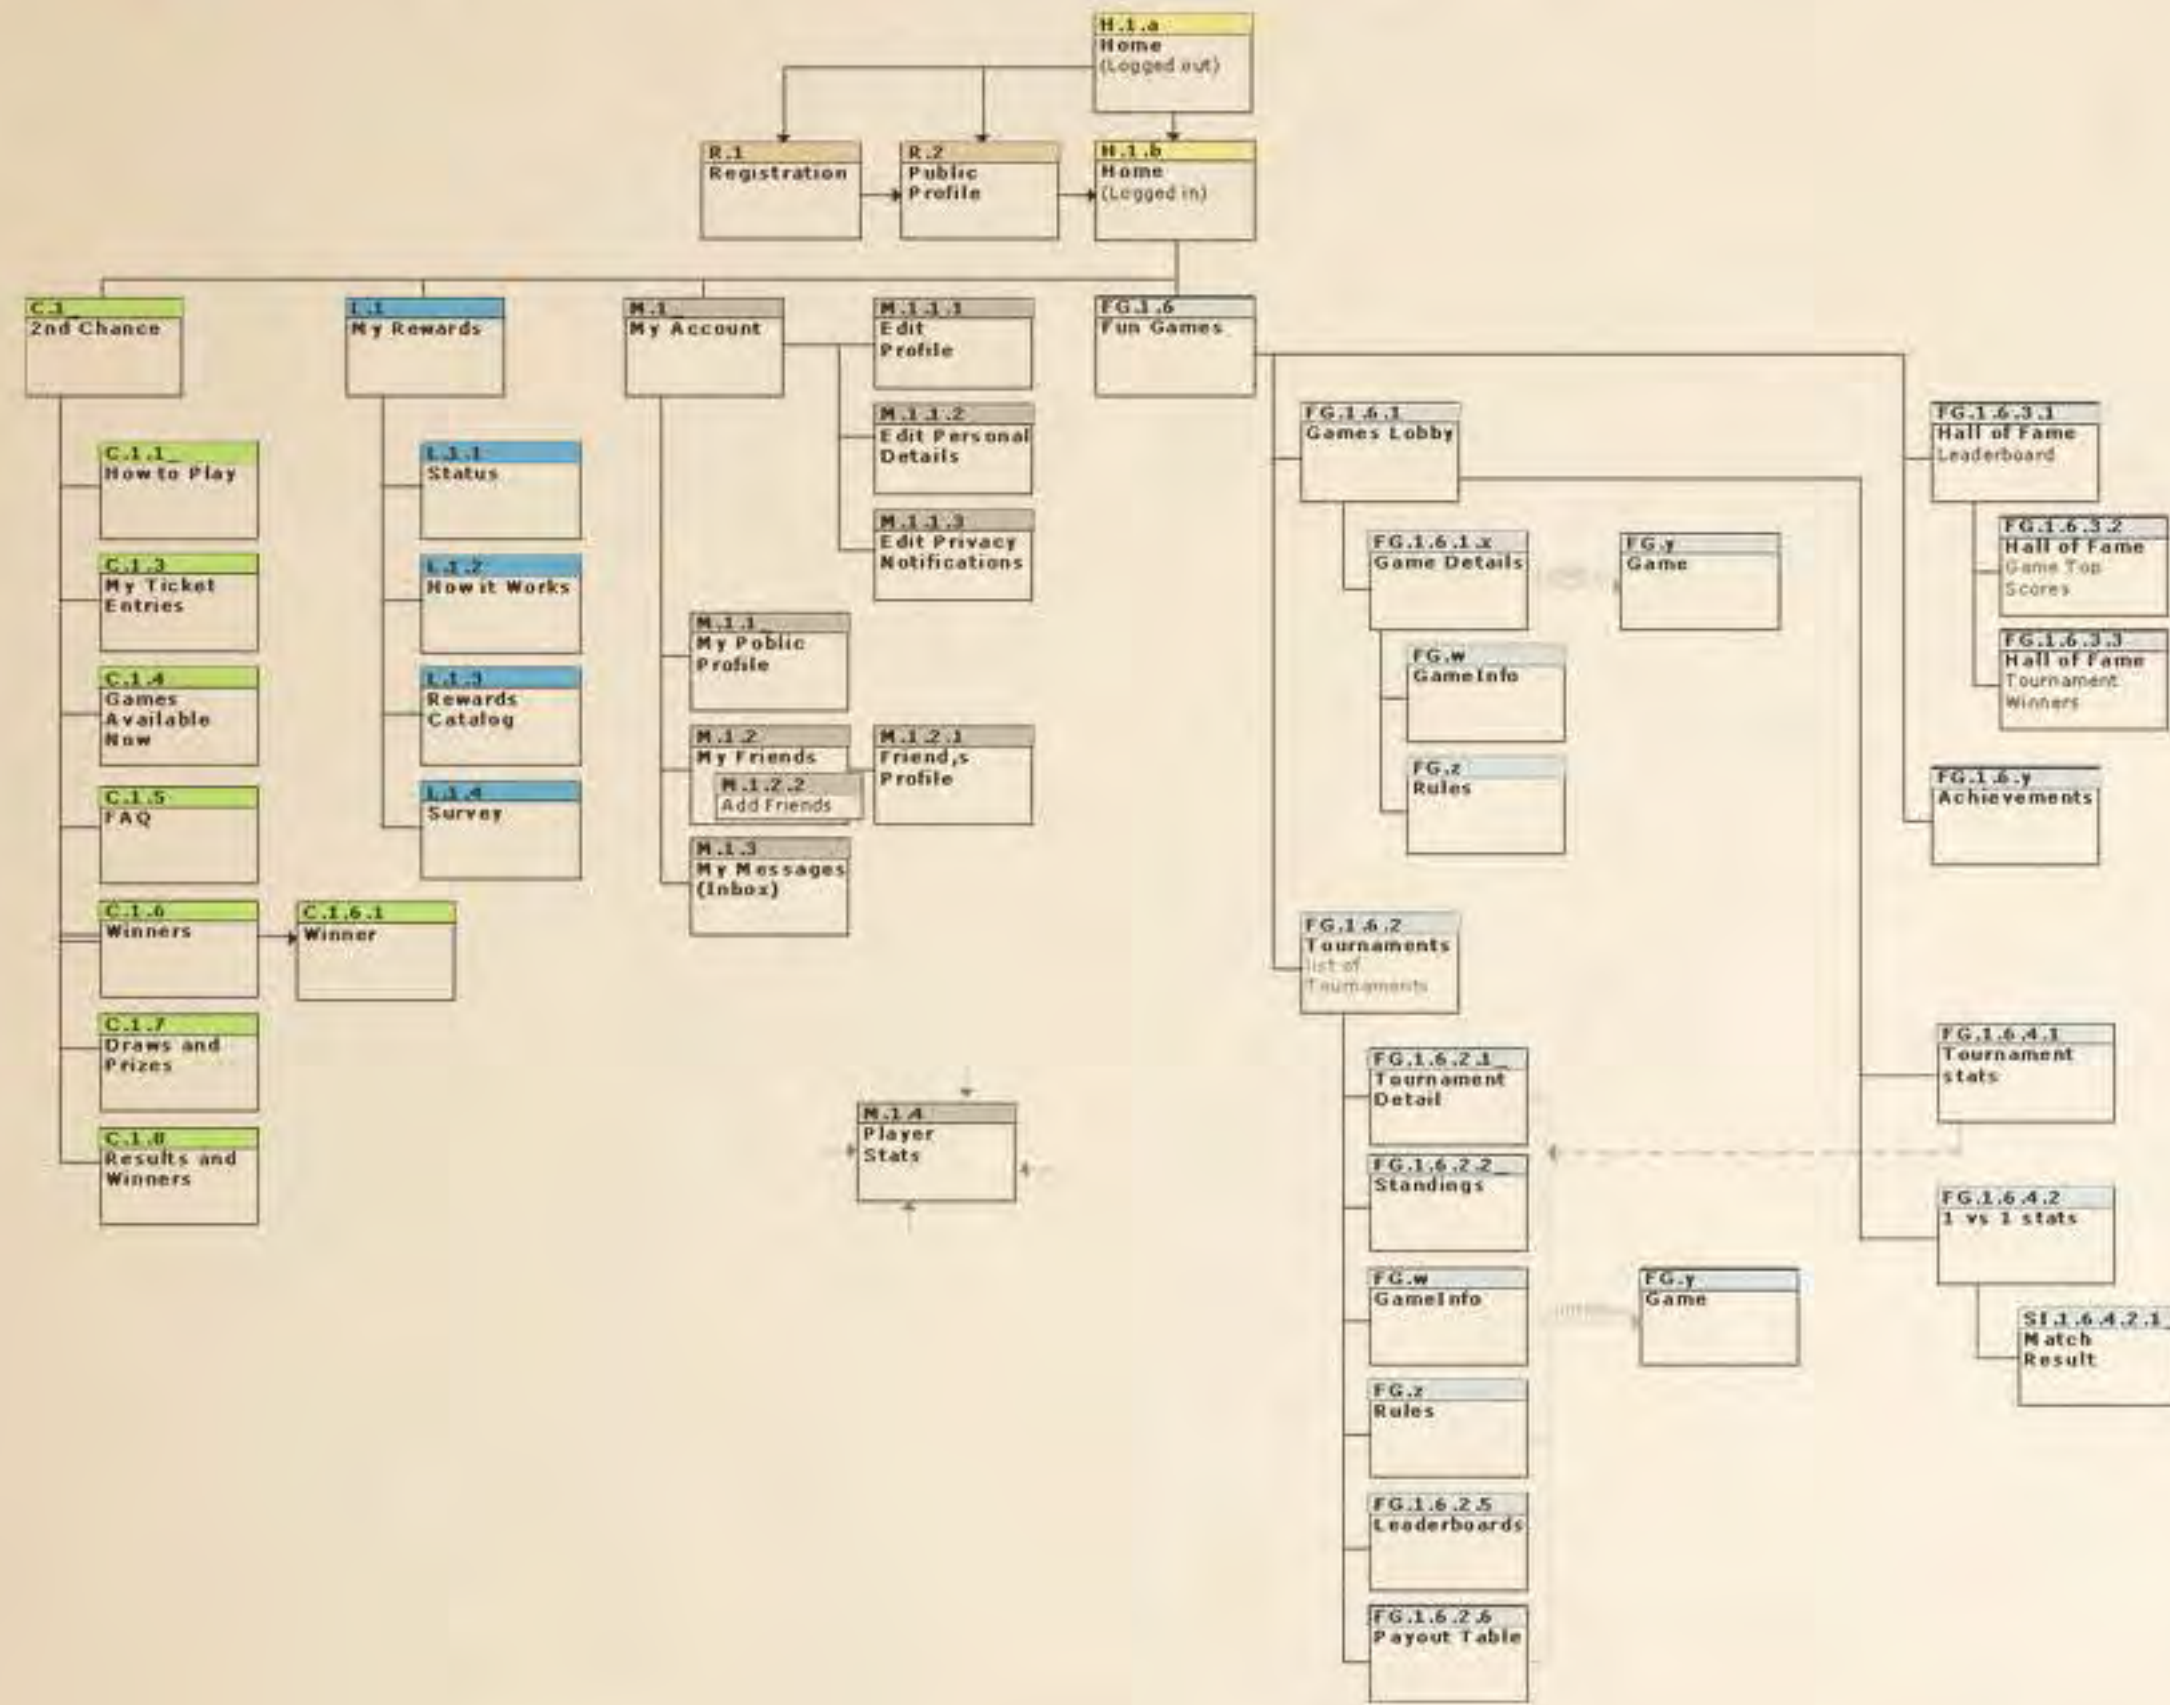 H.1.a
Home
(Logged out)
R.1
Registration
R.2
Public
Profile
H.1.b
Home
(Logged in)
C.1_
2nd Chance
L.1
My Rewards
M.1_
My Account
M.1.1.1
Edit
Profile
FG.1.6
Fun Games
M.1.1.2
Edit Personal
Details
M.1.1.3
Edit Privacy
Notifications
C.1.1_
How to Play
C.1.3
My Ticket
Entries
C.1.4
Games
Available
Now
C.1.5
FAQ
C.1.6
Winners
C.1.6.1
Winner
C.1.7
Draws and
Prizes
C.1.8
Results and
Winners
L.1.1
Status
L.1.2
How it Works
L.1.3
Rewards
Catalog
L.1.4
Survey
M.1.1_
My Poblic
Profile
M.1.2
My Friends
M.1.2.2
Add Friends
M.1.2.1
Friend,s
Profile
M.1.3
My Messages
(Inbox)
M.1.4
Player
Stats
FG.1.6.1
Games Lobby
FG.1.6.1.x
Game Details
FG.y
Game
FG.w
GameInfo
FG.z
Rules
FG.1.6.2
Tournaments
list of
Tournaments
FG.1.6.2.1_
Tournament
Detail
FG.1.6.2.2_
Standings
FG.w
GameInfo
FG.y
Game
FG.z
Rules
FG.1.6.2.5
Leaderboards
FG.1.6.2.6
Payout Table
FG.1.6.3.1
Hall of Fame
Leaderboard
FG.1.6.3.2
Hall of Fame
Game Top
Scores
FG.1.6.3.3
Hall of Fame
Tournament
Winners
FG.1.6.y
Achievements
FG.1.6.4.1
Tournament
stats
FG.1.6.4.2
1 vs 1 stats
SI.1.6.4.2.1_
Match
Result